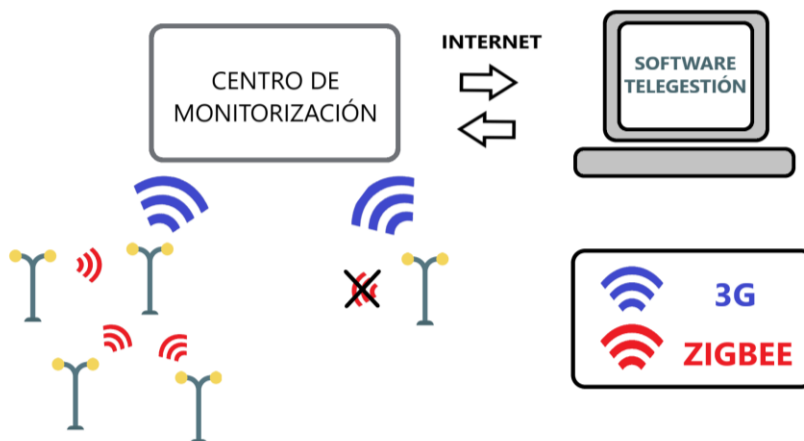 INTERNET
CENTRO DE
MONITORIZACIÓN
SOFTWARE
TELEGESTIÓN
3G
ZIGBEE